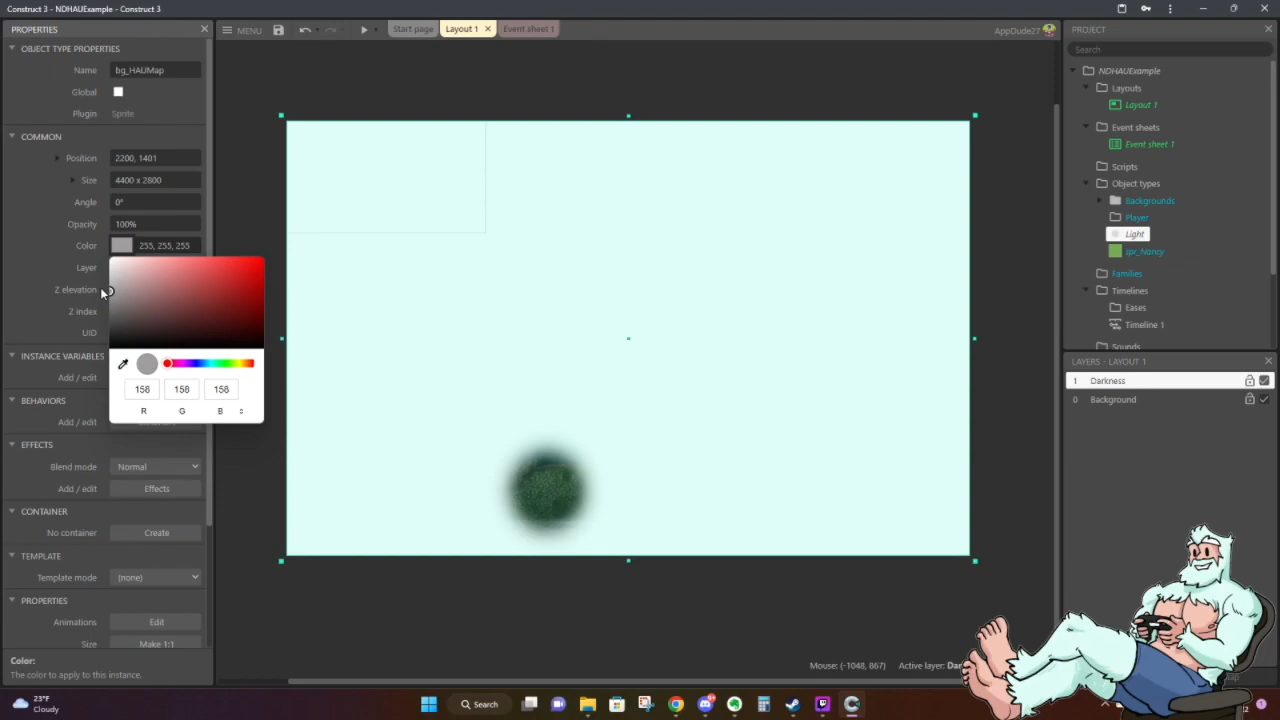 Construct 3 - NDHAUExample - Construct 3
PROPERTIES
OBJECT TYPE PROPERTIES
Name bg_HAUMap
Global
Plugin Sprite
COMMON
Position 2200, 1401
Size 4400 x 2800
Angle 0°
Opacity 100%
Color 255, 255, 255
Layer
Z elevation
Z index
UID
158 158 158
R G B
INSTANCE VARIABLES
Add / edit
BEHAVIORS
Add / edit
EFFECTS
Blend mode Normal
Add / edit Effects
CONTAINER
No container Create
TEMPLATE
Template mode (none)
PROPERTIES
Animations Edit
Size Make 1:1
Color:
The color to apply to this instance.
MENU
Start page Layout 1 Event sheet 1
AppDude27
Mouse: (-1048, 867) Active layer:
PROJECT
Search
NDHAUExample
Layouts
Layout 1
Event sheets
Event sheet 1
Scripts
Object types
Backgrounds
Player
Light
spr_Nancy
Families
Timelines
Eases
Timeline 1
Sounds
LAYERS - LAYOUT 1
1 Darkness
0 Background
23°F
Cloudy
Search